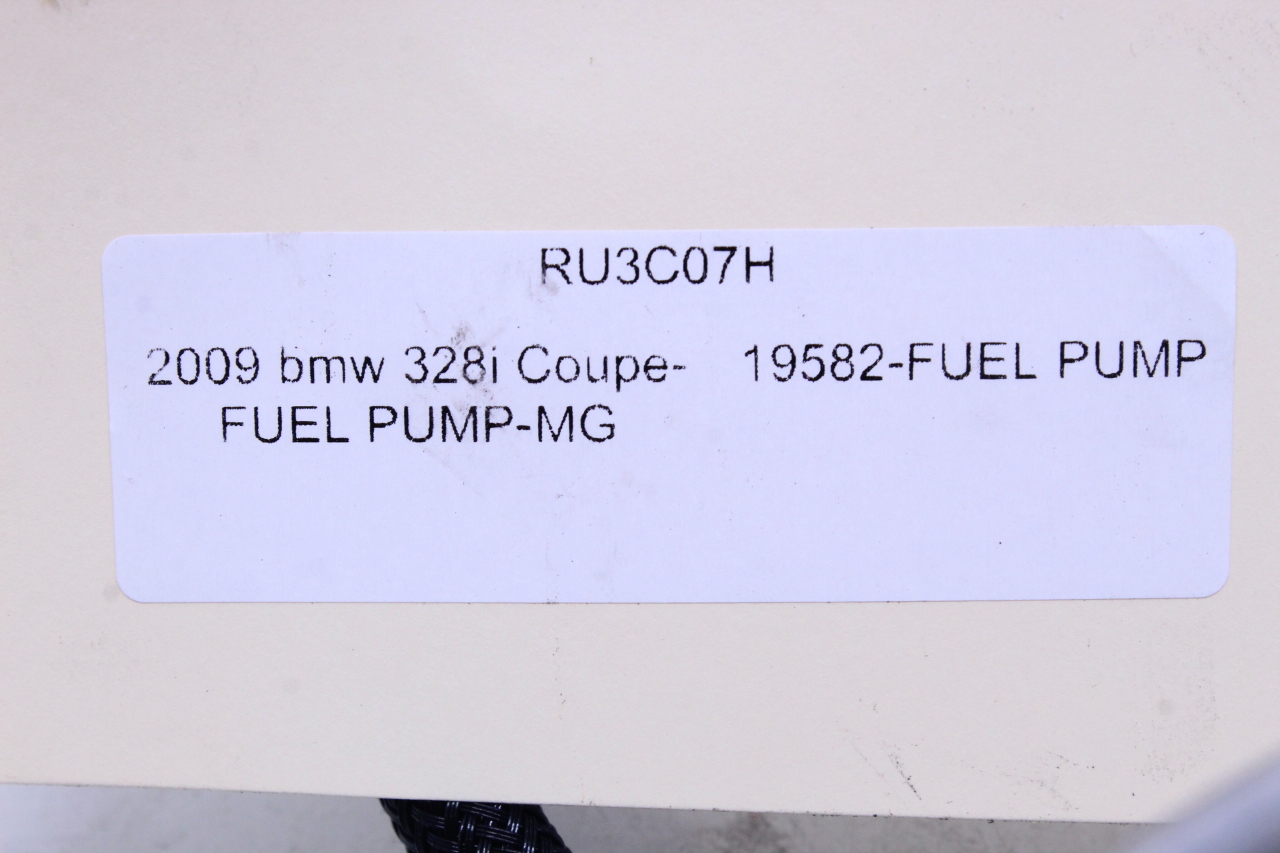 RU3C07H
2009 bmw 328i Coupe- 19582-FUEL PUMP
FUEL PUMP-MG